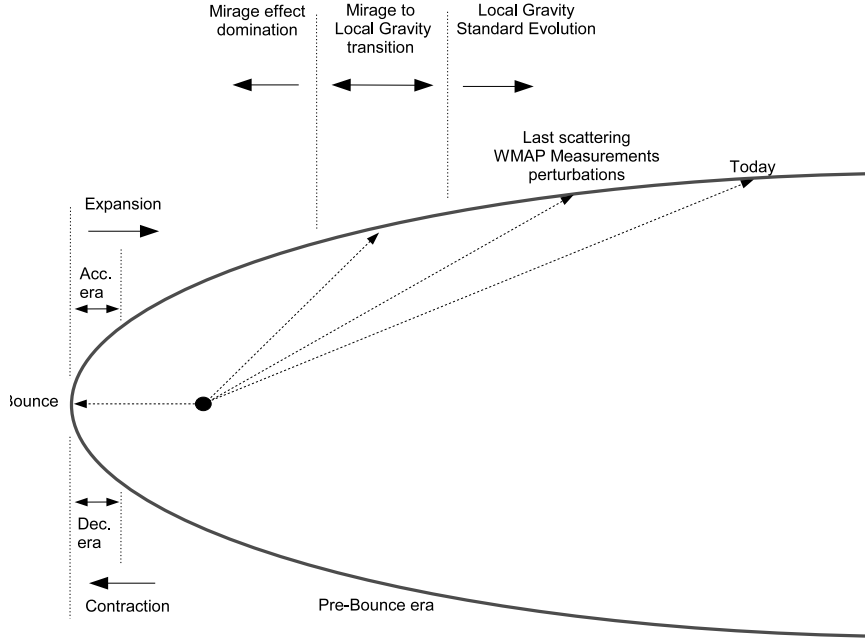 Mirage effect
domination
Mirage to
Local Gravity
transition
Local Gravity
Standard Evolution
Last scattering
WMAP Measurements
perturbations
Today
Expansion
Acc.
era
Bounce
Dec.
era
Contraction
Pre-Bounce era